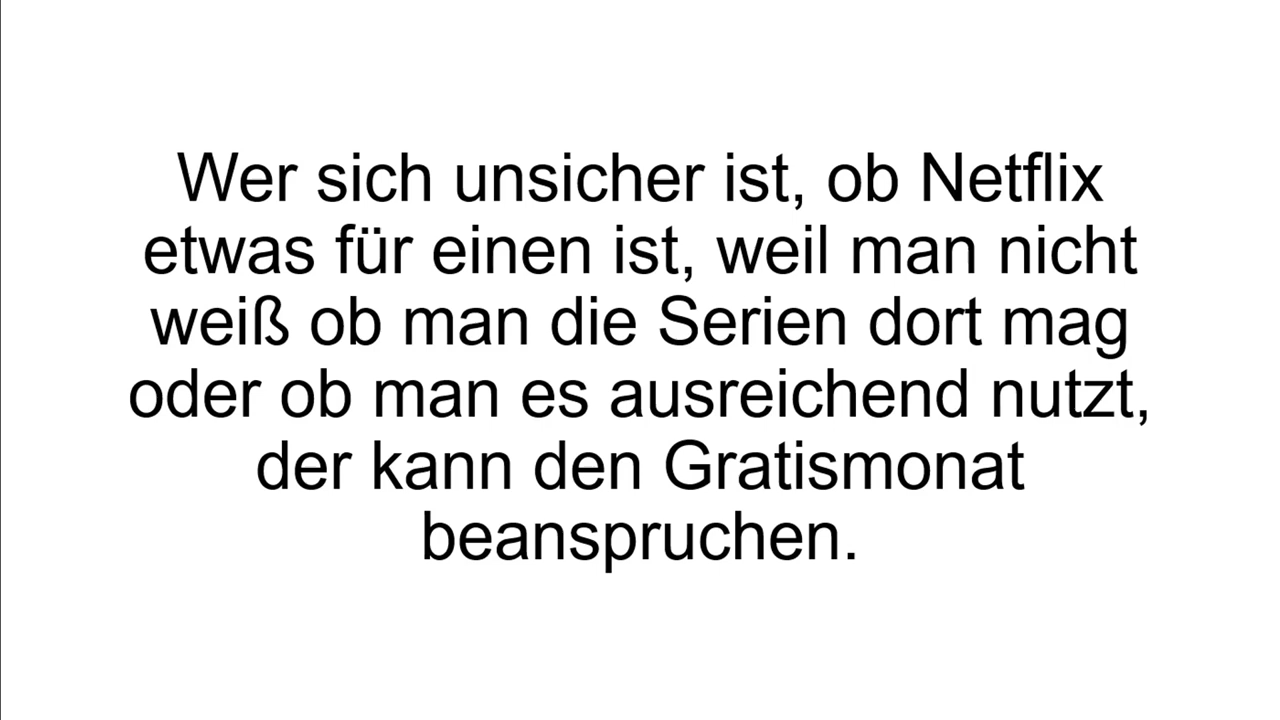 Wer sich unsicher ist, ob Netflix
etwas für einen ist, weil man nicht
weiß ob man die Serien dort mag
oder ob man es ausreichend nutzt,
der kann den Gratismonat
beanspruchen.